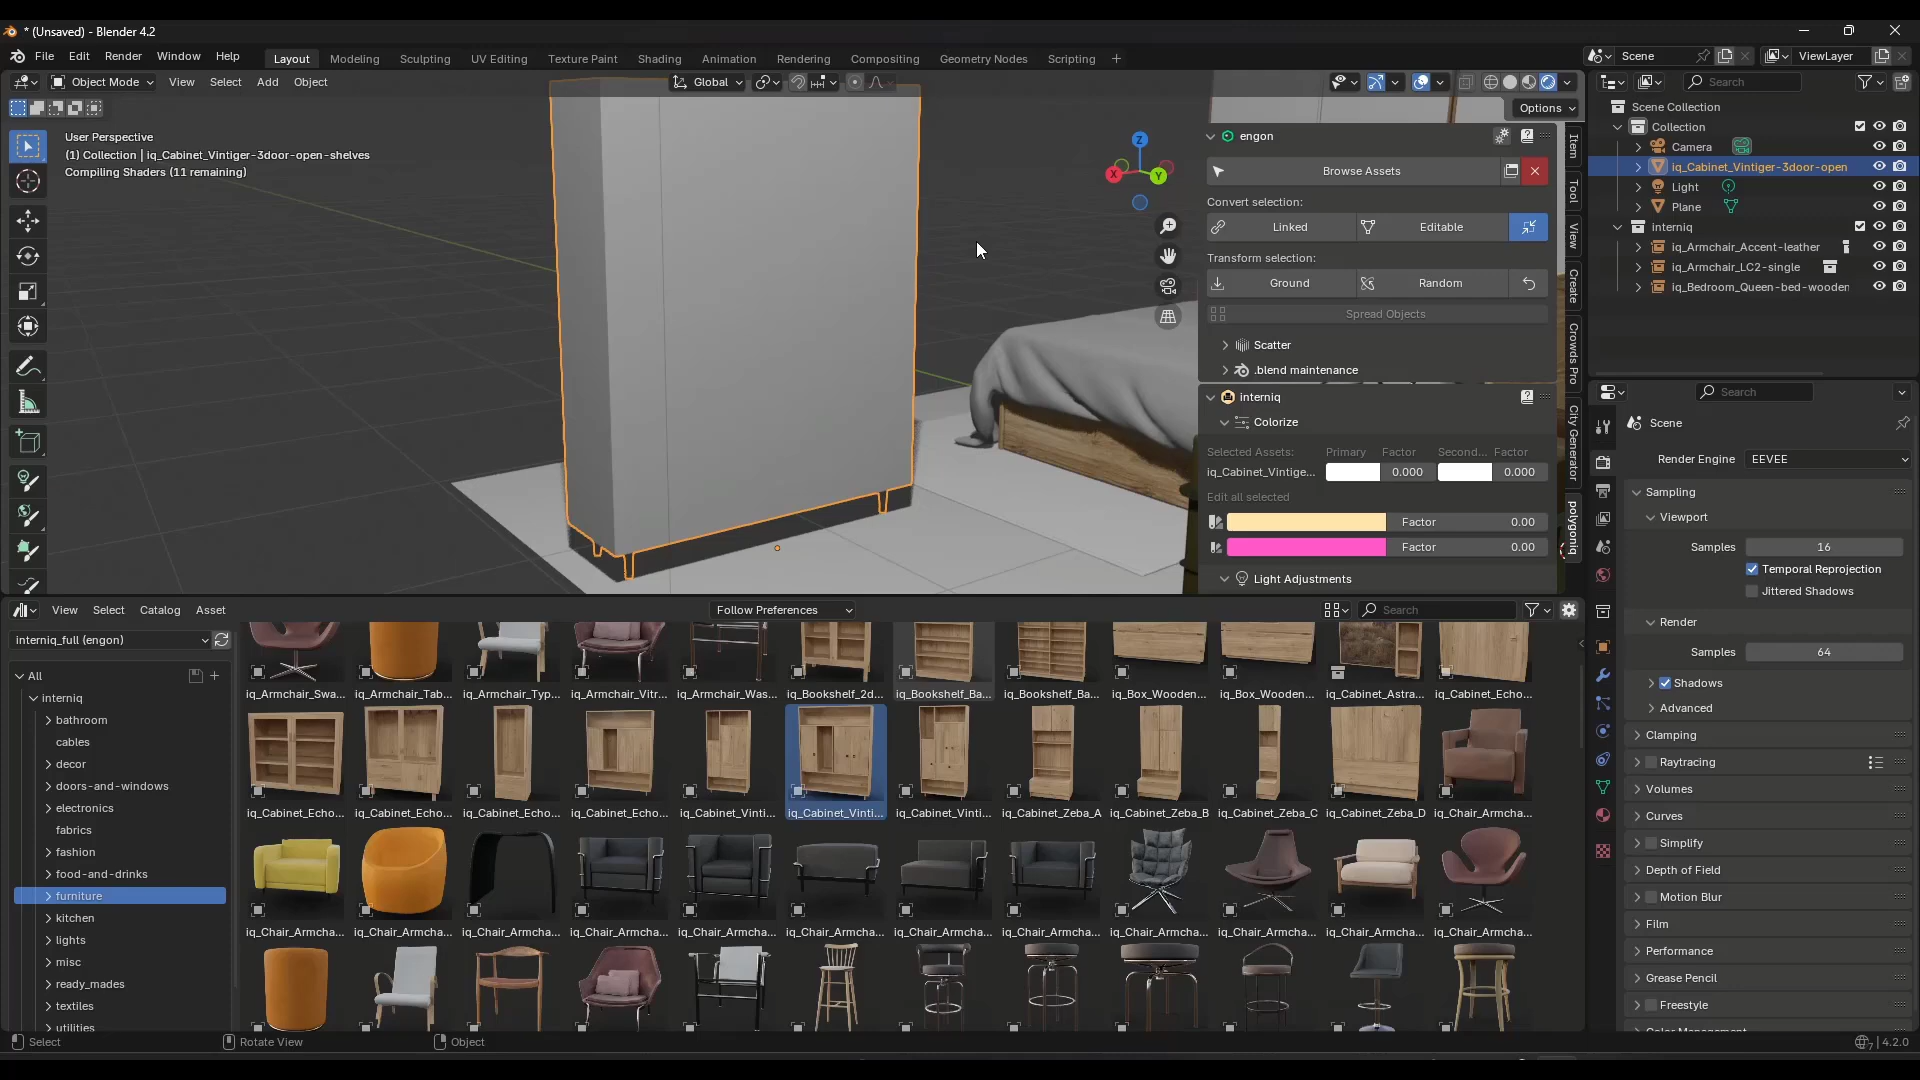 * (Unsaved) - Blender 4.2
File Edit Render Window Help
Layout Modeling Sculpting UV Editing Texture Paint Shading Animation Rendering Compositing Geometry Nodes Scripting
Scene
ViewLayer
Object Mode View Select Add Object
Global
Search
Options
User Perspective
(1) Collection | iq_Cabinet_Vintiger-3door-open-shelves
Compiling Shaders (11 remaining)
Z
X
Y
engon
Browse Assets
Convert selection:
Linked Editable
Transform selection:
Ground Random
Spread Objects
Scatter
.blend maintenance
interniq
Colorize
Selected Assets: Primary Factor Second... Factor
iq_Cabinet_Vintige... 0.000 0.000
Edit all selected
Factor 0.00
Factor 0.00
Light Adjustments
Item
Tool
View
Create
Crowds Pro
City Generator
polygoniq
Scene Collection
Collection
Camera
iq_Cabinet_Vintiger-3door-open
Light
Plane
interniq
iq_Armchair_Accent-leather
iq_Armchair_LC2-single
iq_Bedroom_Queen-bed-wooden
Search
Scene
Render Engine EEVEE
Sampling
Viewport
Samples 16
Temporal Reprojection
Jittered Shadows
Render
Samples 64
Shadows
Advanced
Clamping
Raytracing
Volumes
Curves
Simplify
Depth of Field
Motion Blur
Film
Performance
Grease Pencil
Freestyle
View Select Catalog Asset
Follow Preferences
Search
interniq_full (engon)
All
interniq
bathroom
cables
decor
doors-and-windows
electronics
fabrics
fashion
food-and-drinks
furniture
kitchen
lights
misc
ready_mades
textiles
utilities
iq_Armchair_Swa... iq_Armchair_Tab... iq_Armchair_Typ... iq_Armchair_Vitr... iq_Armchair_Was... iq_Bookshelf_2d... iq_Bookshelf_Ba... iq_Bookshelf_Ba... iq_Box_Wooden... iq_Box_Wooden... iq_Cabinet_Astra... iq_Cabinet_Echo...
iq_Cabinet_Echo... iq_Cabinet_Echo... iq_Cabinet_Echo... iq_Cabinet_Echo... iq_Cabinet_Vinti... iq_Cabinet_Vinti... iq_Cabinet_Vinti... iq_Cabinet_Zeba_A iq_Cabinet_Zeba_B iq_Cabinet_Zeba_C iq_Cabinet_Zeba_D iq_Chair_Armcha...
iq_Chair_Armcha... iq_Chair_Armcha... iq_Chair_Armcha... iq_Chair_Armcha... iq_Chair_Armcha... iq_Chair_Armcha... iq_Chair_Armcha... iq_Chair_Armcha... iq_Chair_Armcha... iq_Chair_Armcha... iq_Chair_Armcha... iq_Chair_Armcha...
Select
Rotate View
Object
4.2.0